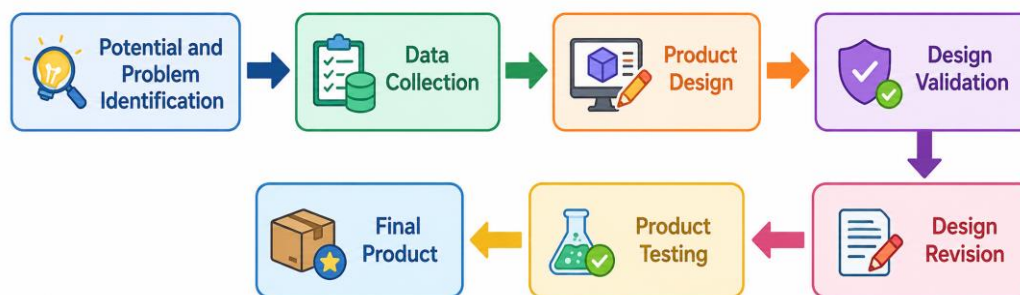 Potential and
Problem
Identification
Data
Collection
Product
Design
Design
Validation
Design
Revision
Product
Testing
Final
Product